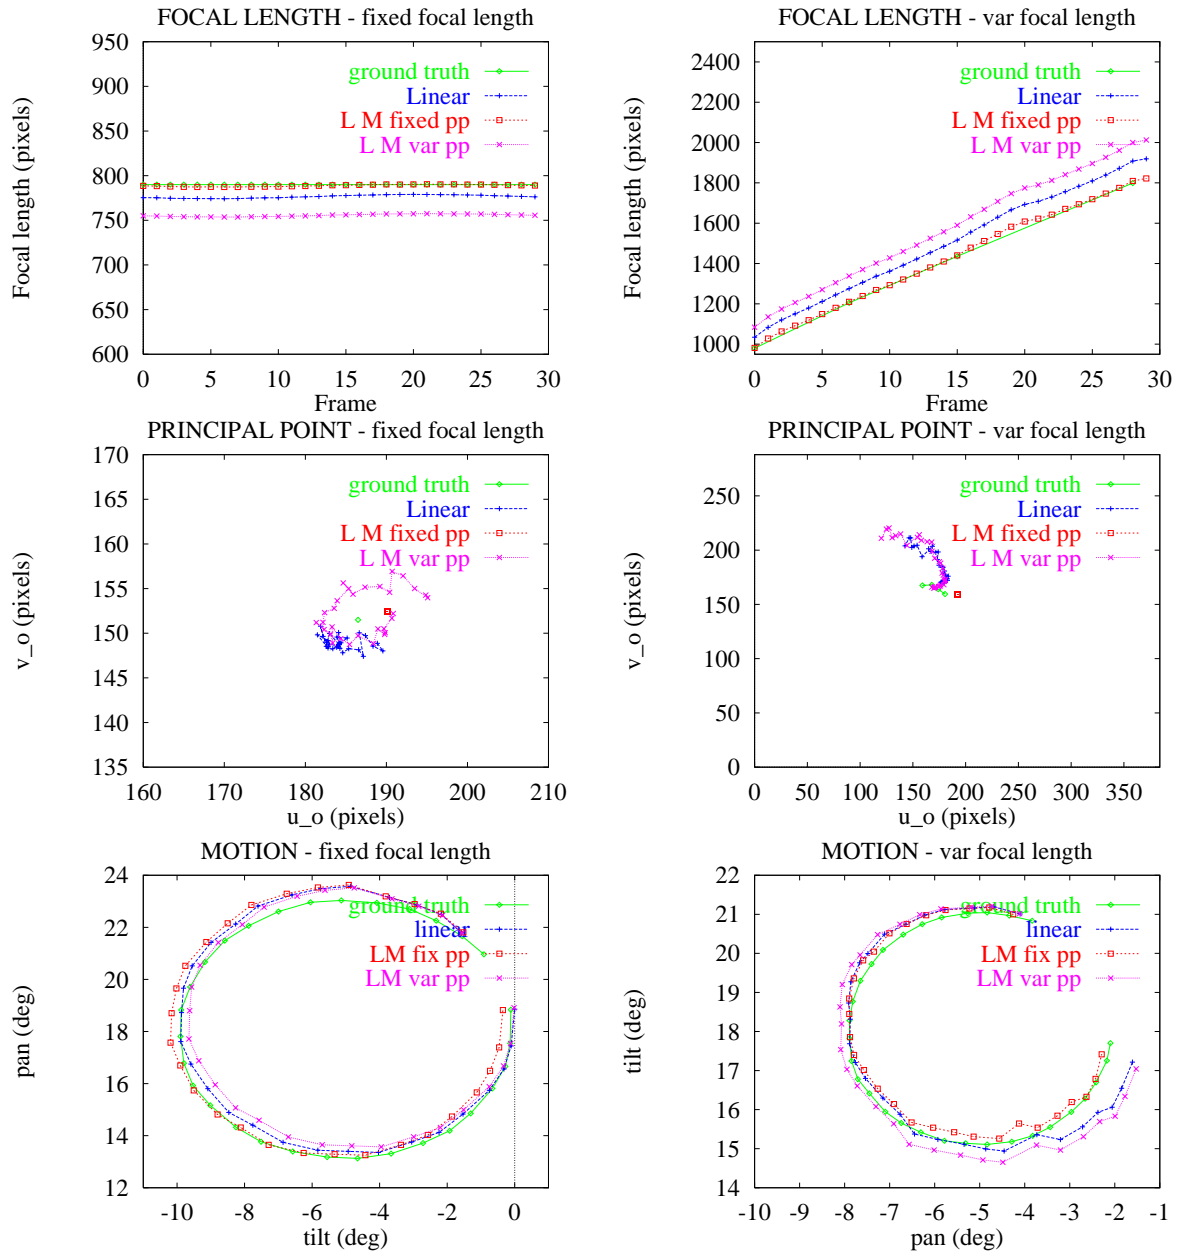 FOCAL LENGTH - fixed focal length
950
900
850
800
750
700
650
600
0 5 10 15 20 25 30
Focal length (pixels)
Frame
ground truth
Linear
L M fixed pp
L M var pp
FOCAL LENGTH - var focal length
2400
2200
2000
1800
1600
1400
1200
1000
0 5 10 15 20 25 30
Focal length (pixels)
Frame
ground truth
Linear
L M fixed pp
L M var pp
PRINCIPAL POINT - fixed focal length
170
165
160
155
150
145
140
135
160 170 180 190 200 210
v_o (pixels)
u_o (pixels)
ground truth
Linear
L M fixed pp
L M var pp
PRINCIPAL POINT - var focal length
250
200
150
100
50
0
0 50 100 150 200 250 300 350
v_o (pixels)
u_o (pixels)
ground truth
Linear
L M fixed pp
L M var pp
MOTION - fixed focal length
24
22
20
18
16
14
12
-10 -8 -6 -4 -2 0
pan (deg)
tilt (deg)
ground truth
linear
LM fix pp
LM var pp
MOTION - var focal length
22
21
20
19
18
17
16
15
14
-10 -9 -8 -7 -6 -5 -4 -3 -2 -1
tilt (deg)
pan (deg)
ground truth
linear
LM fix pp
LM var pp